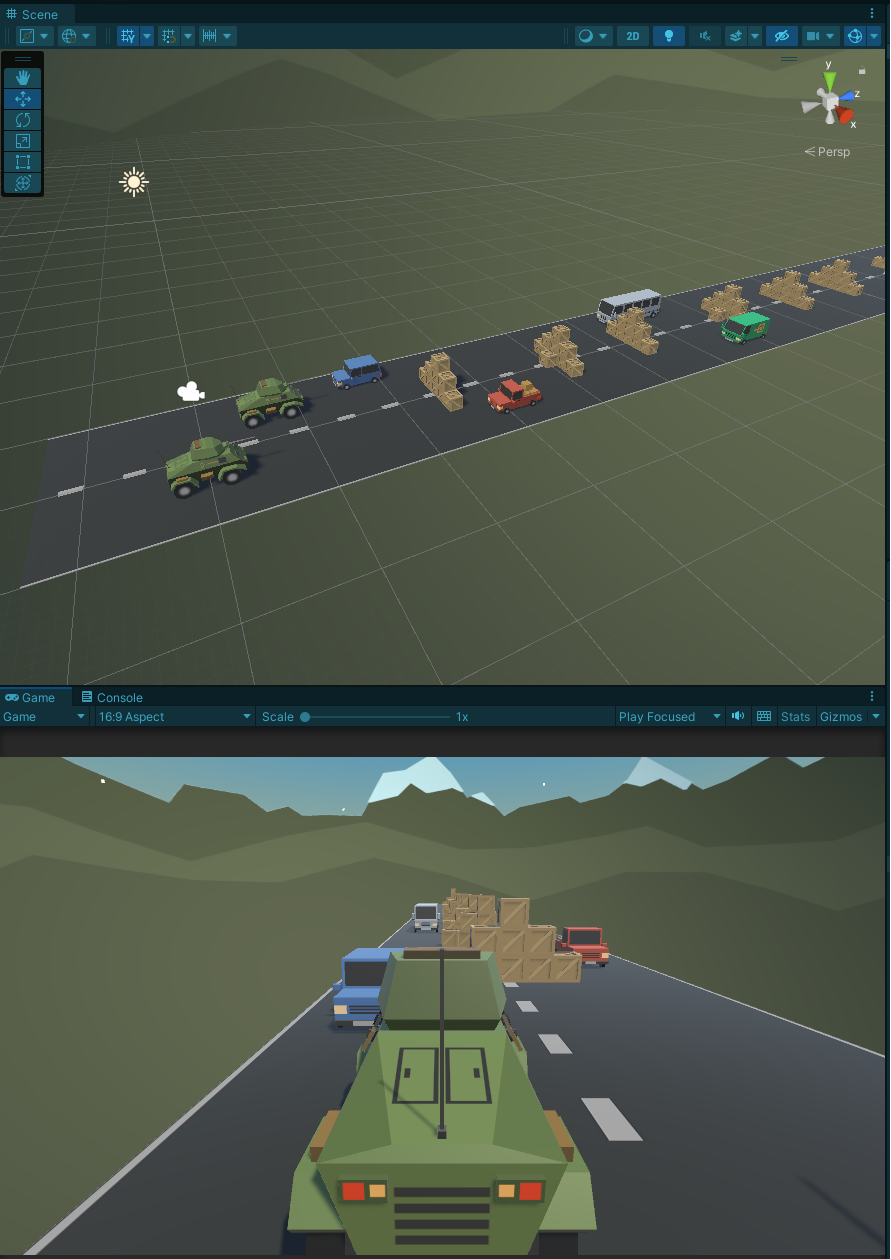 Scene
2D
y
z
x
Persp
Game
Console
Game
16:9 Aspect
Scale
1x
Play Focused
Stats
Gizmos